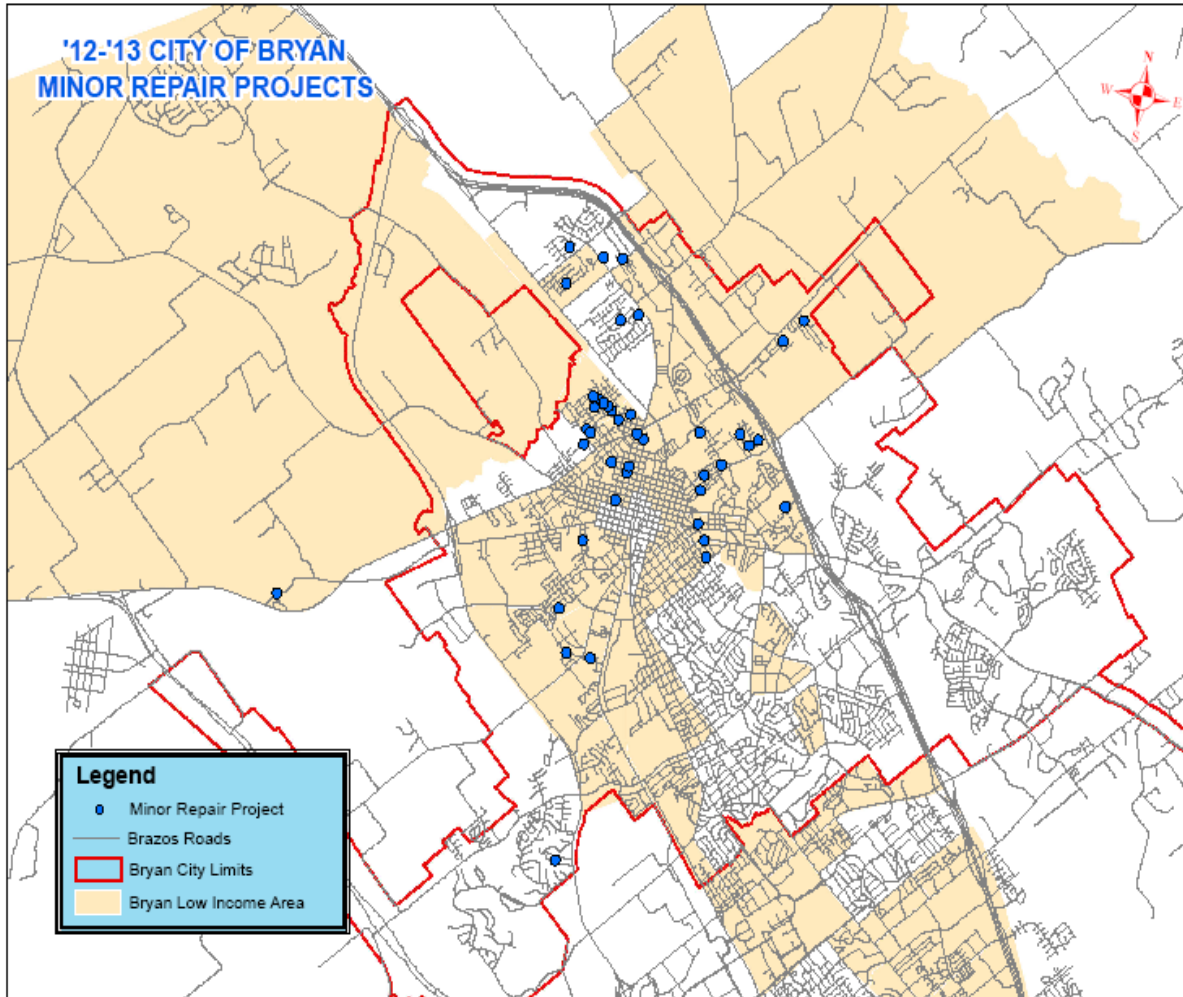 '12-'13 CITY OF BRYAN
MINOR REPAIR PROJECTS
N
W
E
S
Legend
Minor Repair Project
Brazos Roads
Bryan City Limits
Bryan Low Income Area